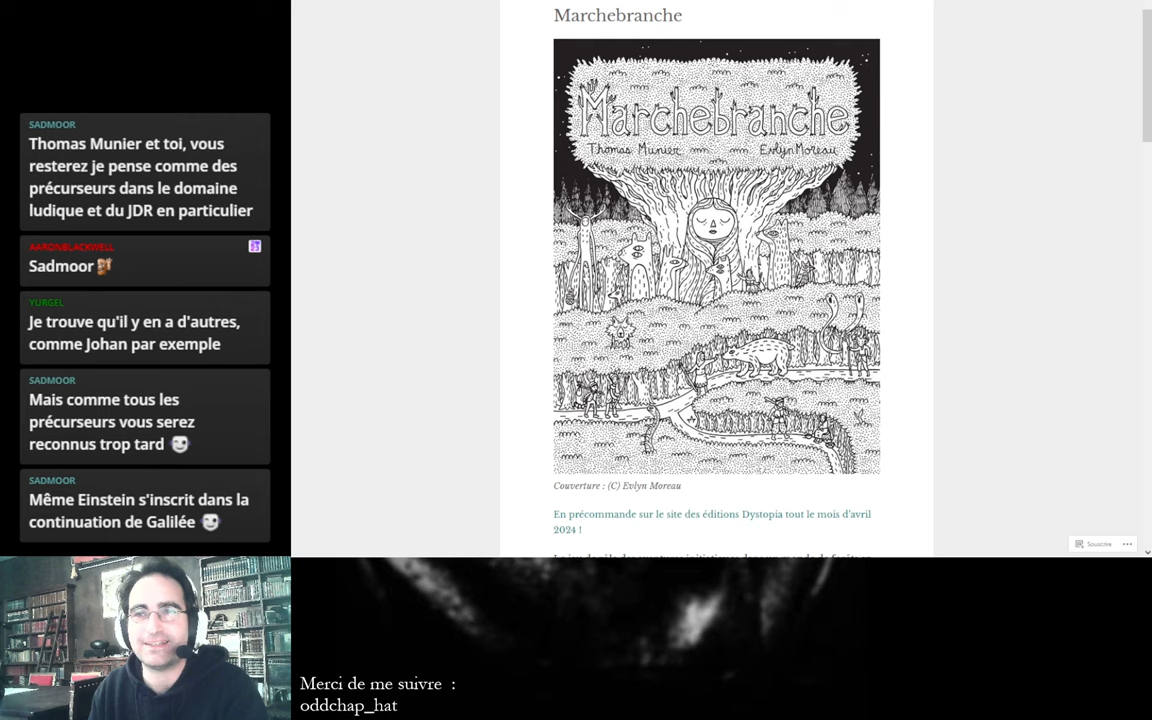 SADMOOR
Thomas Munier et toi, vous
resterez je pense comme des
précurseurs dans le domaine
ludique et du JDR en particulier
AARONBLACKWELL
Sadmoor
YURGEL
Je trouve qu'il y en a d'autres,
comme Johan par exemple
SADMOOR
Mais comme tous les
précurseurs vous serez
reconnus trop tard
SADMOOR
Même Einstein s'inscrit dans la
continuation de Galilée
Marchebranche
Marchebranche
Thomas Munier Evlyn Moreau
Couverture : (C) Evlyn Moreau
En précommande sur le site des éditions Dystopia tout le mois d'avril
2024 !
Souscrire
Merci de me suivre :
oddchap_hat